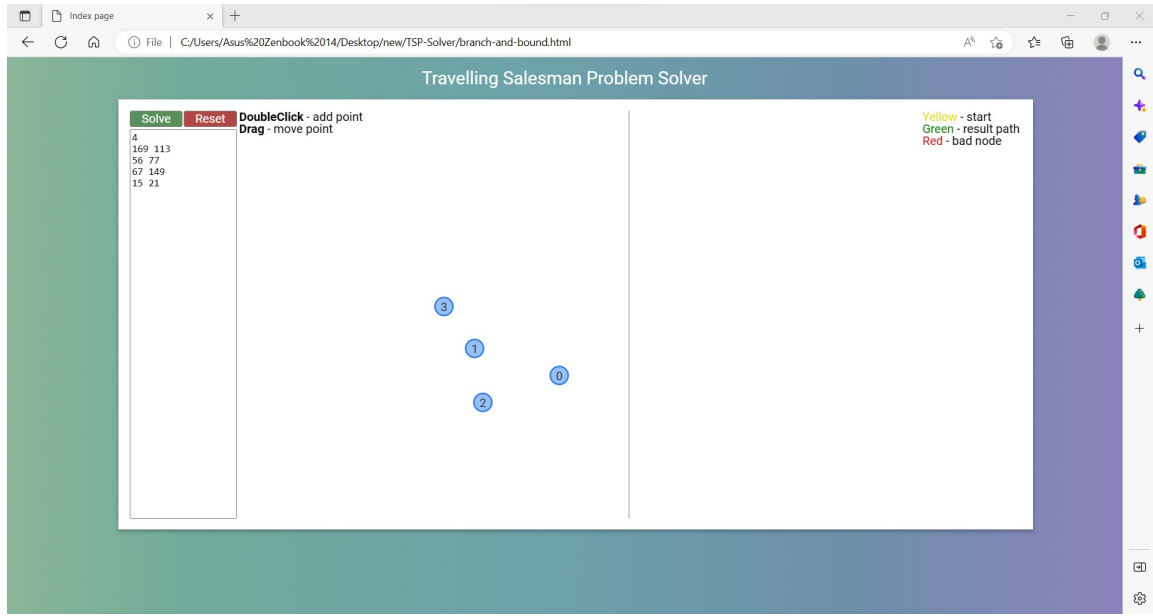 Index page
File C:/Users/Asus%20Zenbook%2014/Desktop/new/TSP-Solver/branch-and-bound.html
Travelling Salesman Problem Solver
Solve Reset DoubleClick - add point
Drag - move point
4
169 113
56 77
67 149
15 21
3
1
0
2
Yellow - start
Green - result path
Red - bad node